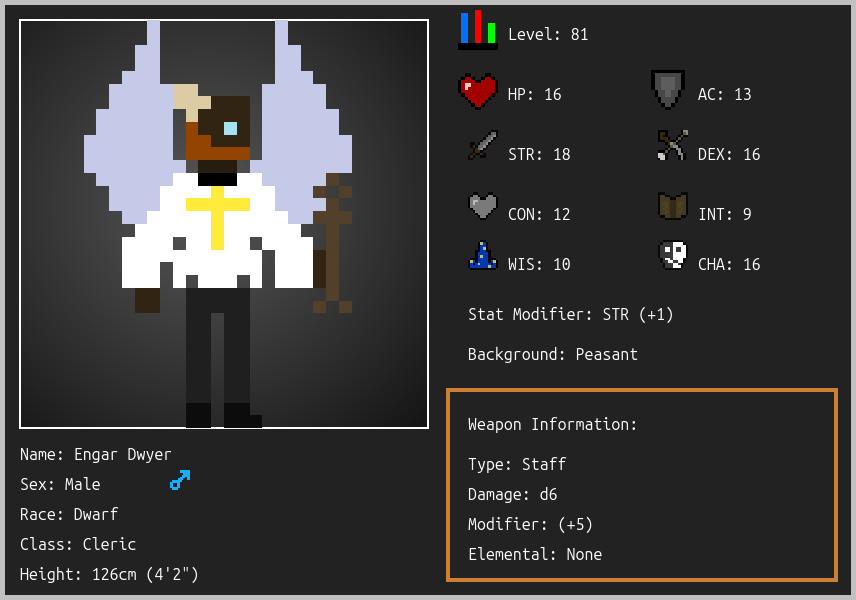 Level: 81
HP: 16
AC: 13
STR: 18
DEX: 16
CON: 12
INT: 9
WIS: 10
CHA: 16
Stat Modifier: STR (+1)
Background: Peasant
Weapon Information:
Type: Staff
Damage: d6
Modifier: (+5)
Elemental: None
Name: Engar Dwyer
Sex: Male
Race: Dwarf
Class: Cleric
Height: 126cm (4'2")